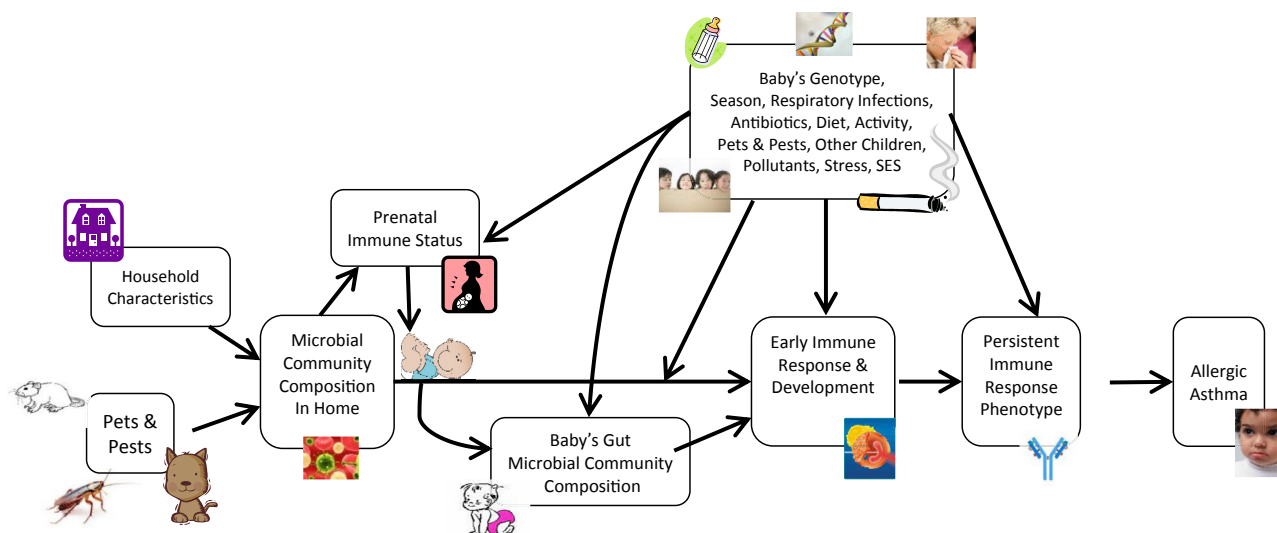 Baby's Genotype,
Season, Respiratory Infections,
Antibiotics, Diet, Activity,
Pets & Pests, Other Children,
Pollutants, Stress, SES
Prenatal
Immune Status
Household
Characteristics
Microbial
Community
Composition
In Home
Pets &
Pests
Baby's Gut
Microbial Community
Composition
Early Immune
Response &
Development
Persistent
Immune
Response
Phenotype
Allergic
Asthma